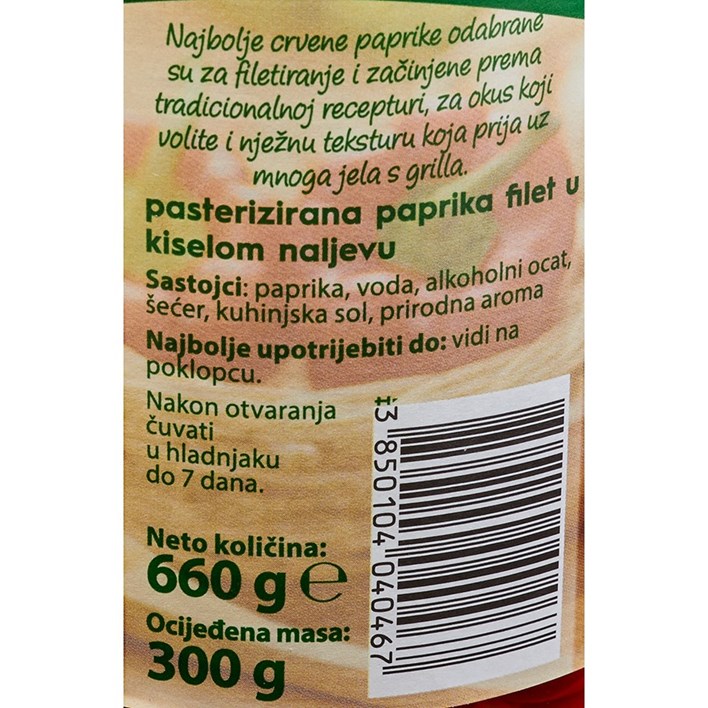 Najbolje crvene paprike odabrane
su za filetiranje i začinjene prema
tradicionalnoj recepturi, za okus koji
volite i nježnu teksturu koja prija uz
mnoga jela s grilla.
pasterizirana paprika filet u
kiselom naljevu
Sastojci: paprika, voda, alkoholni ocat,
šećer, kuhinjska sol, prirodna aroma
Najbolje upotrijebiti do: vidi na
poklopcu.
Nakon otvaranja
čuvati
u hladnjaku
do 7 dana.
Neto količina:
660 g ℮
Ocijeđena masa:
300 g
3 850104 040467